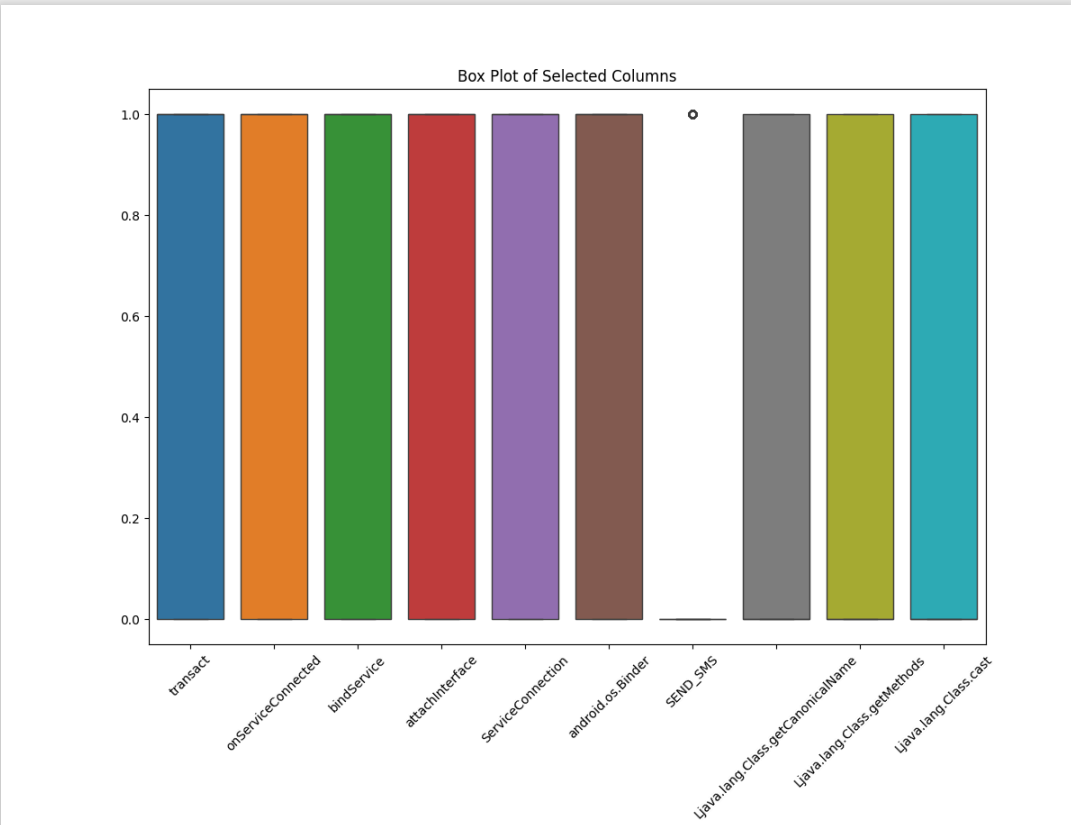 Box Plot of Selected Columns
1.0
0.8
0.6
0.4
0.2
0.0
transact
onServiceConnected
bindService
attachInterface
ServiceConnection
android.os.Binder
SEND_SMS
Ljava.lang.Class.getCanonicalName
Ljava.lang.Class.getMethods
Ljava.lang.Class.cast